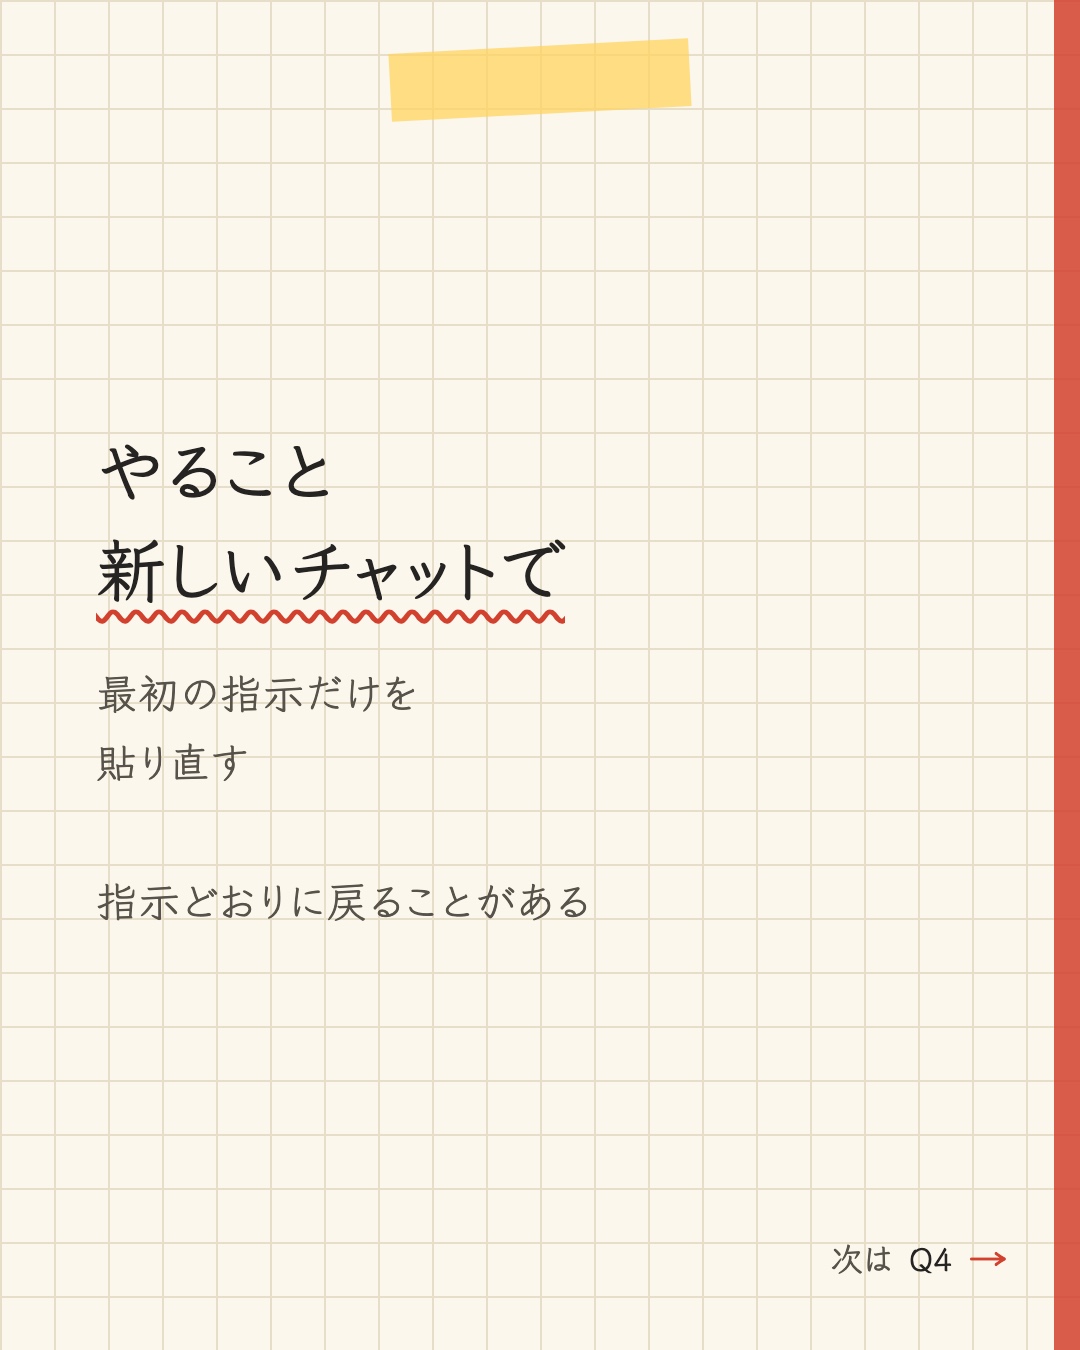 やること
新しいチャットで
最初の指示だけを
貼り直す
指示どおりに戻ることがある
次は Q4 →